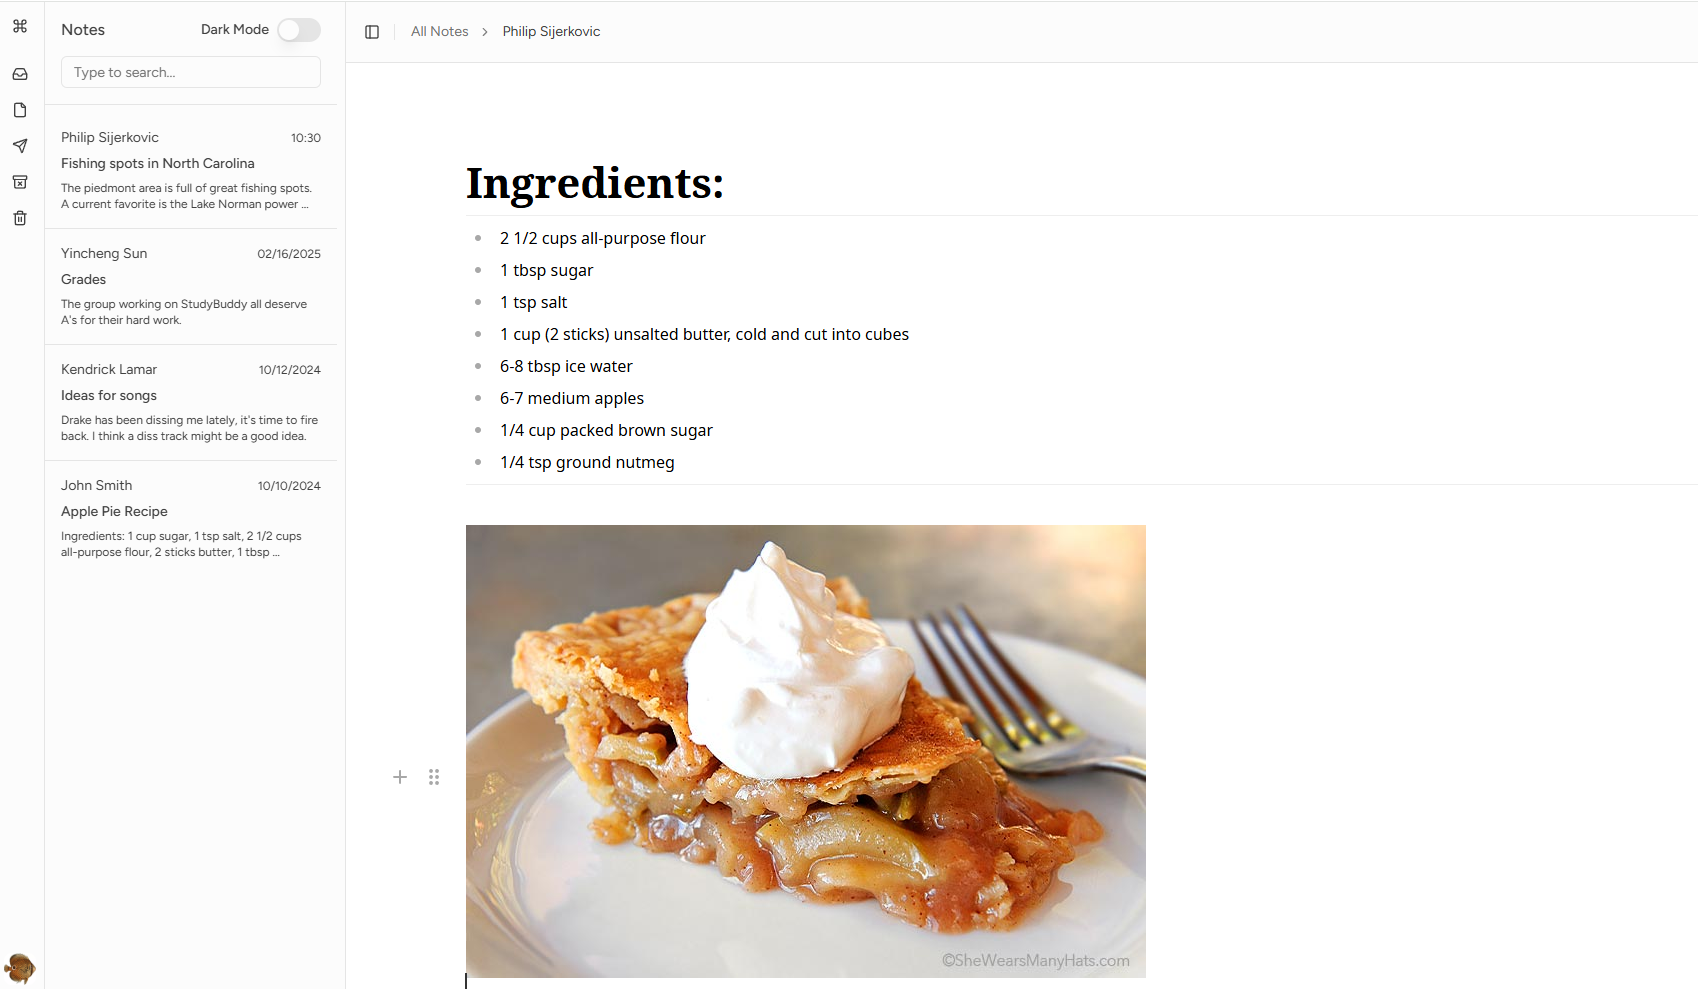 Notes
Dark Mode
Type to search...
Philip Sijerkovic 10:30
Fishing spots in North Carolina
The piedmont area is full of great fishing spots.
A current favorite is the Lake Norman power ...
Yincheng Sun 02/16/2025
Grades
The group working on StudyBuddy all deserve
A's for their hard work.
Kendrick Lamar 10/12/2024
Ideas for songs
Drake has been dissing me lately, it's time to fire
back. I think a diss track might be a good idea.
John Smith 10/10/2024
Apple Pie Recipe
Ingredients: 1 cup sugar, 1 tsp salt, 2 1/2 cups
all-purpose flour, 2 sticks butter, 1 tbsp ...
All Notes > Philip Sijerkovic
Ingredients:
2 1/2 cups all-purpose flour
1 tbsp sugar
1 tsp salt
1 cup (2 sticks) unsalted butter, cold and cut into cubes
6-8 tbsp ice water
6-7 medium apples
1/4 cup packed brown sugar
1/4 tsp ground nutmeg
©SheWearsManyHats.com